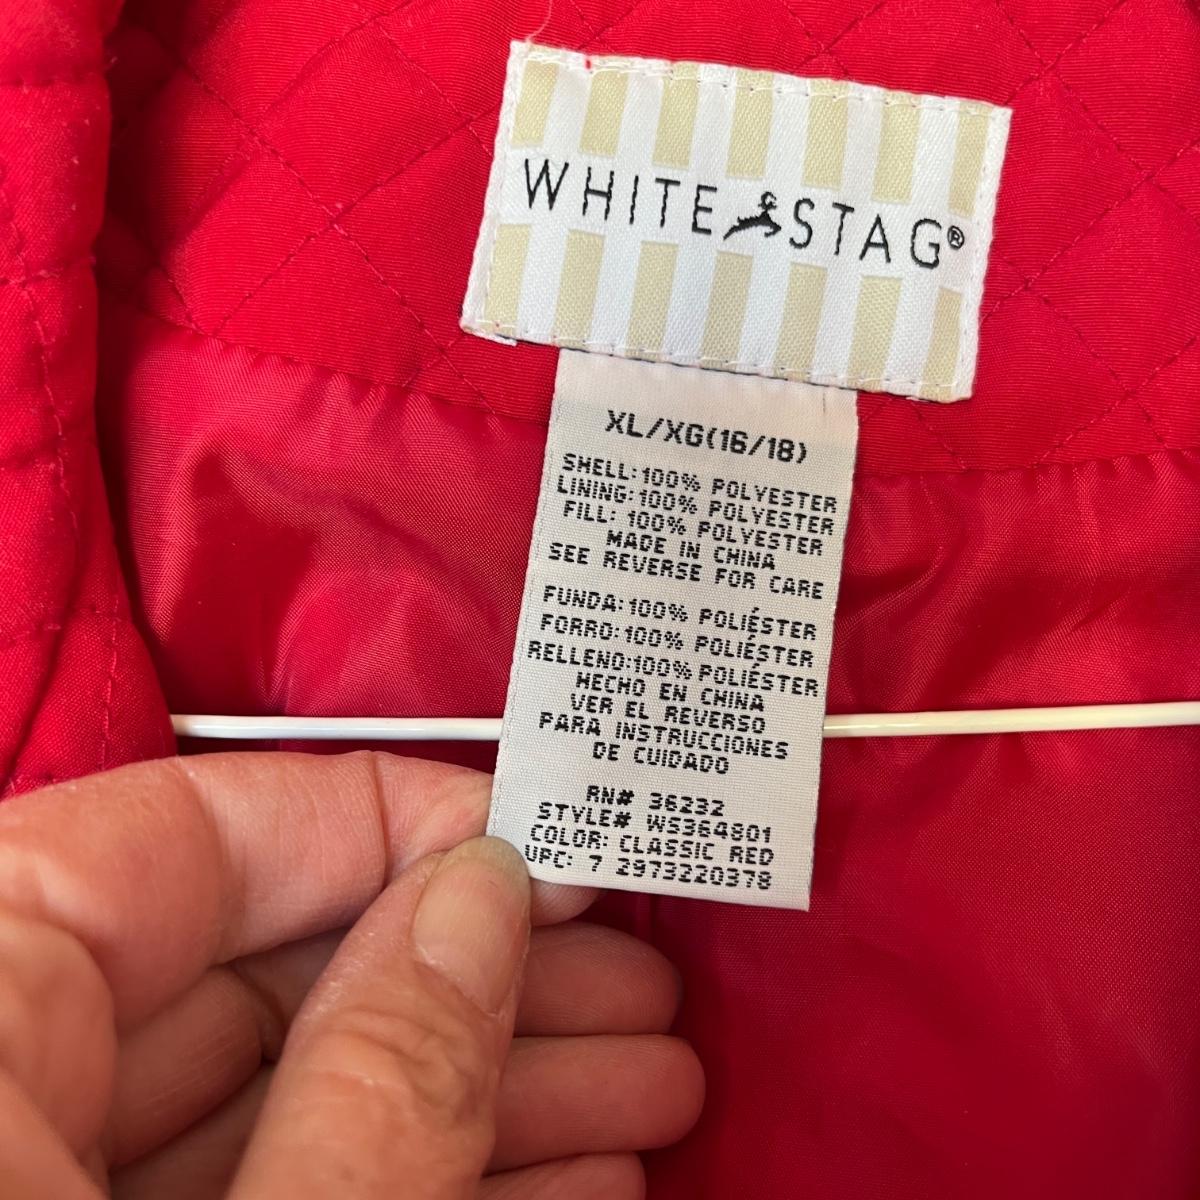 WHITE STAG®
XL/XG(16/18)
SHELL: 100% POLYESTER
LINING: 100% POLYESTER
FILL: 100% POLYESTER
MADE IN CHINA
SEE REVERSE FOR CARE
FUNDA: 100% POLIÉSTER
FORRO: 100% POLIÉSTER
RELLENO: 100% POLIÉSTER
HECHO EN CHINA
VER EL REVERSO
PARA INSTRUCCIONES
DE CUIDADO
RN# 36232
STYLE# WS364801
COLOR: CLASSIC RED
UPC: 7 2973220378